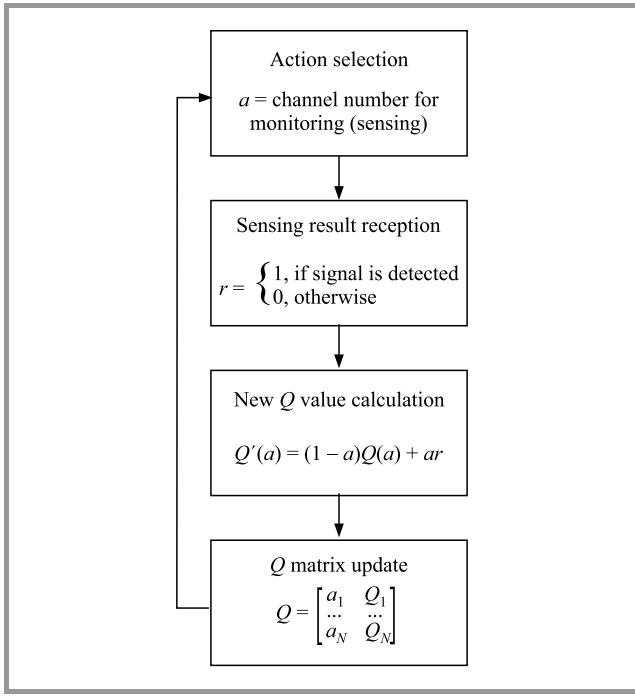 Action selection
a = channel number for
monitoring (sensing)
Sensing result reception
r = { 1, if signal is detected
0, otherwise
New Q value calculation
Q′(a) = (1 – a)Q(a) + ar
Q matrix update
Q = [ a1 Q1
... ...
aN QN ]